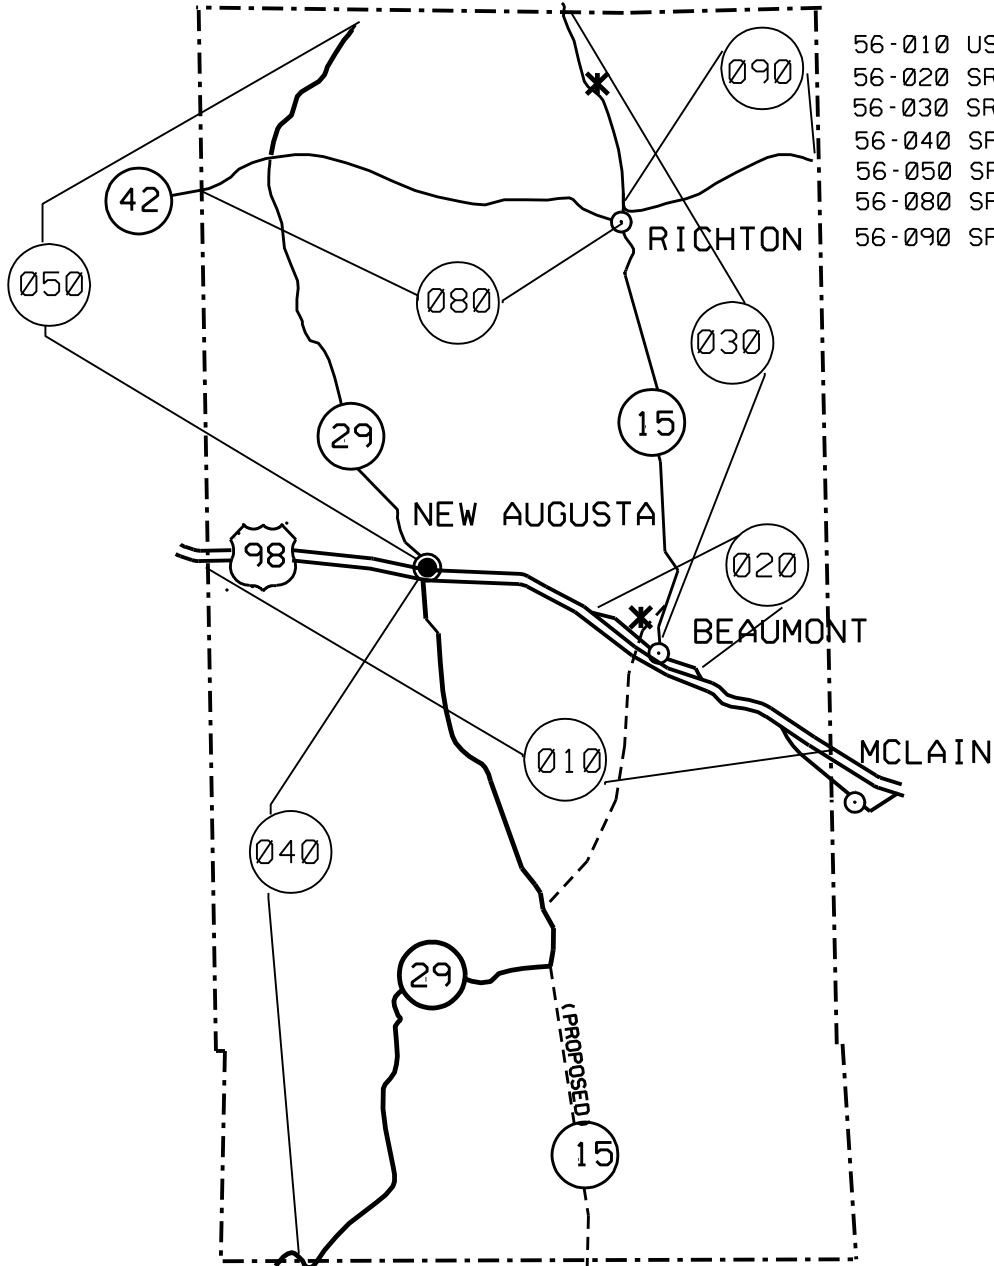 090
56-010 US
56-020 SR
56-030 SR
56-040 SR
56-050 SR
56-080 SR
56-090 SR
42
RICHTON
050
080
030
29
15
NEW AUGUSTA
98
020
BEAUMONT
010
MCLAIN
040
29
(PROPOSED)
15